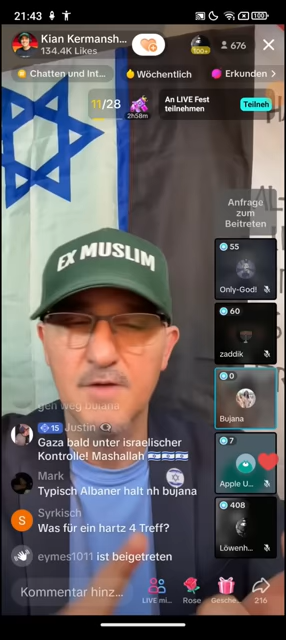 21:43
100
Kian Kermansh...
134.4K Likes
100+
676
Chatten und Int...
Wöchentlich
Erkunden
11/28
2h58m
An LIVE Fest
teilnehmen
Teilneh
Anfrage
zum
Beitreten
EX MUSLIM
55
Only-God!
60
zaddik
0
Bujana
7
Apple U...
408
Löwenh...
geh weg bujana
15 Justin
Gaza bald unter israelischer
Kontrolle! Mashallah
Mark
Typisch Albaner halt nh bujana
S
Syrkisch
Was für ein hartz 4 Treff?
eymes1011 ist beigetreten
Kommentar hinz...
LIVE mi...
Rose
Gesche...
216